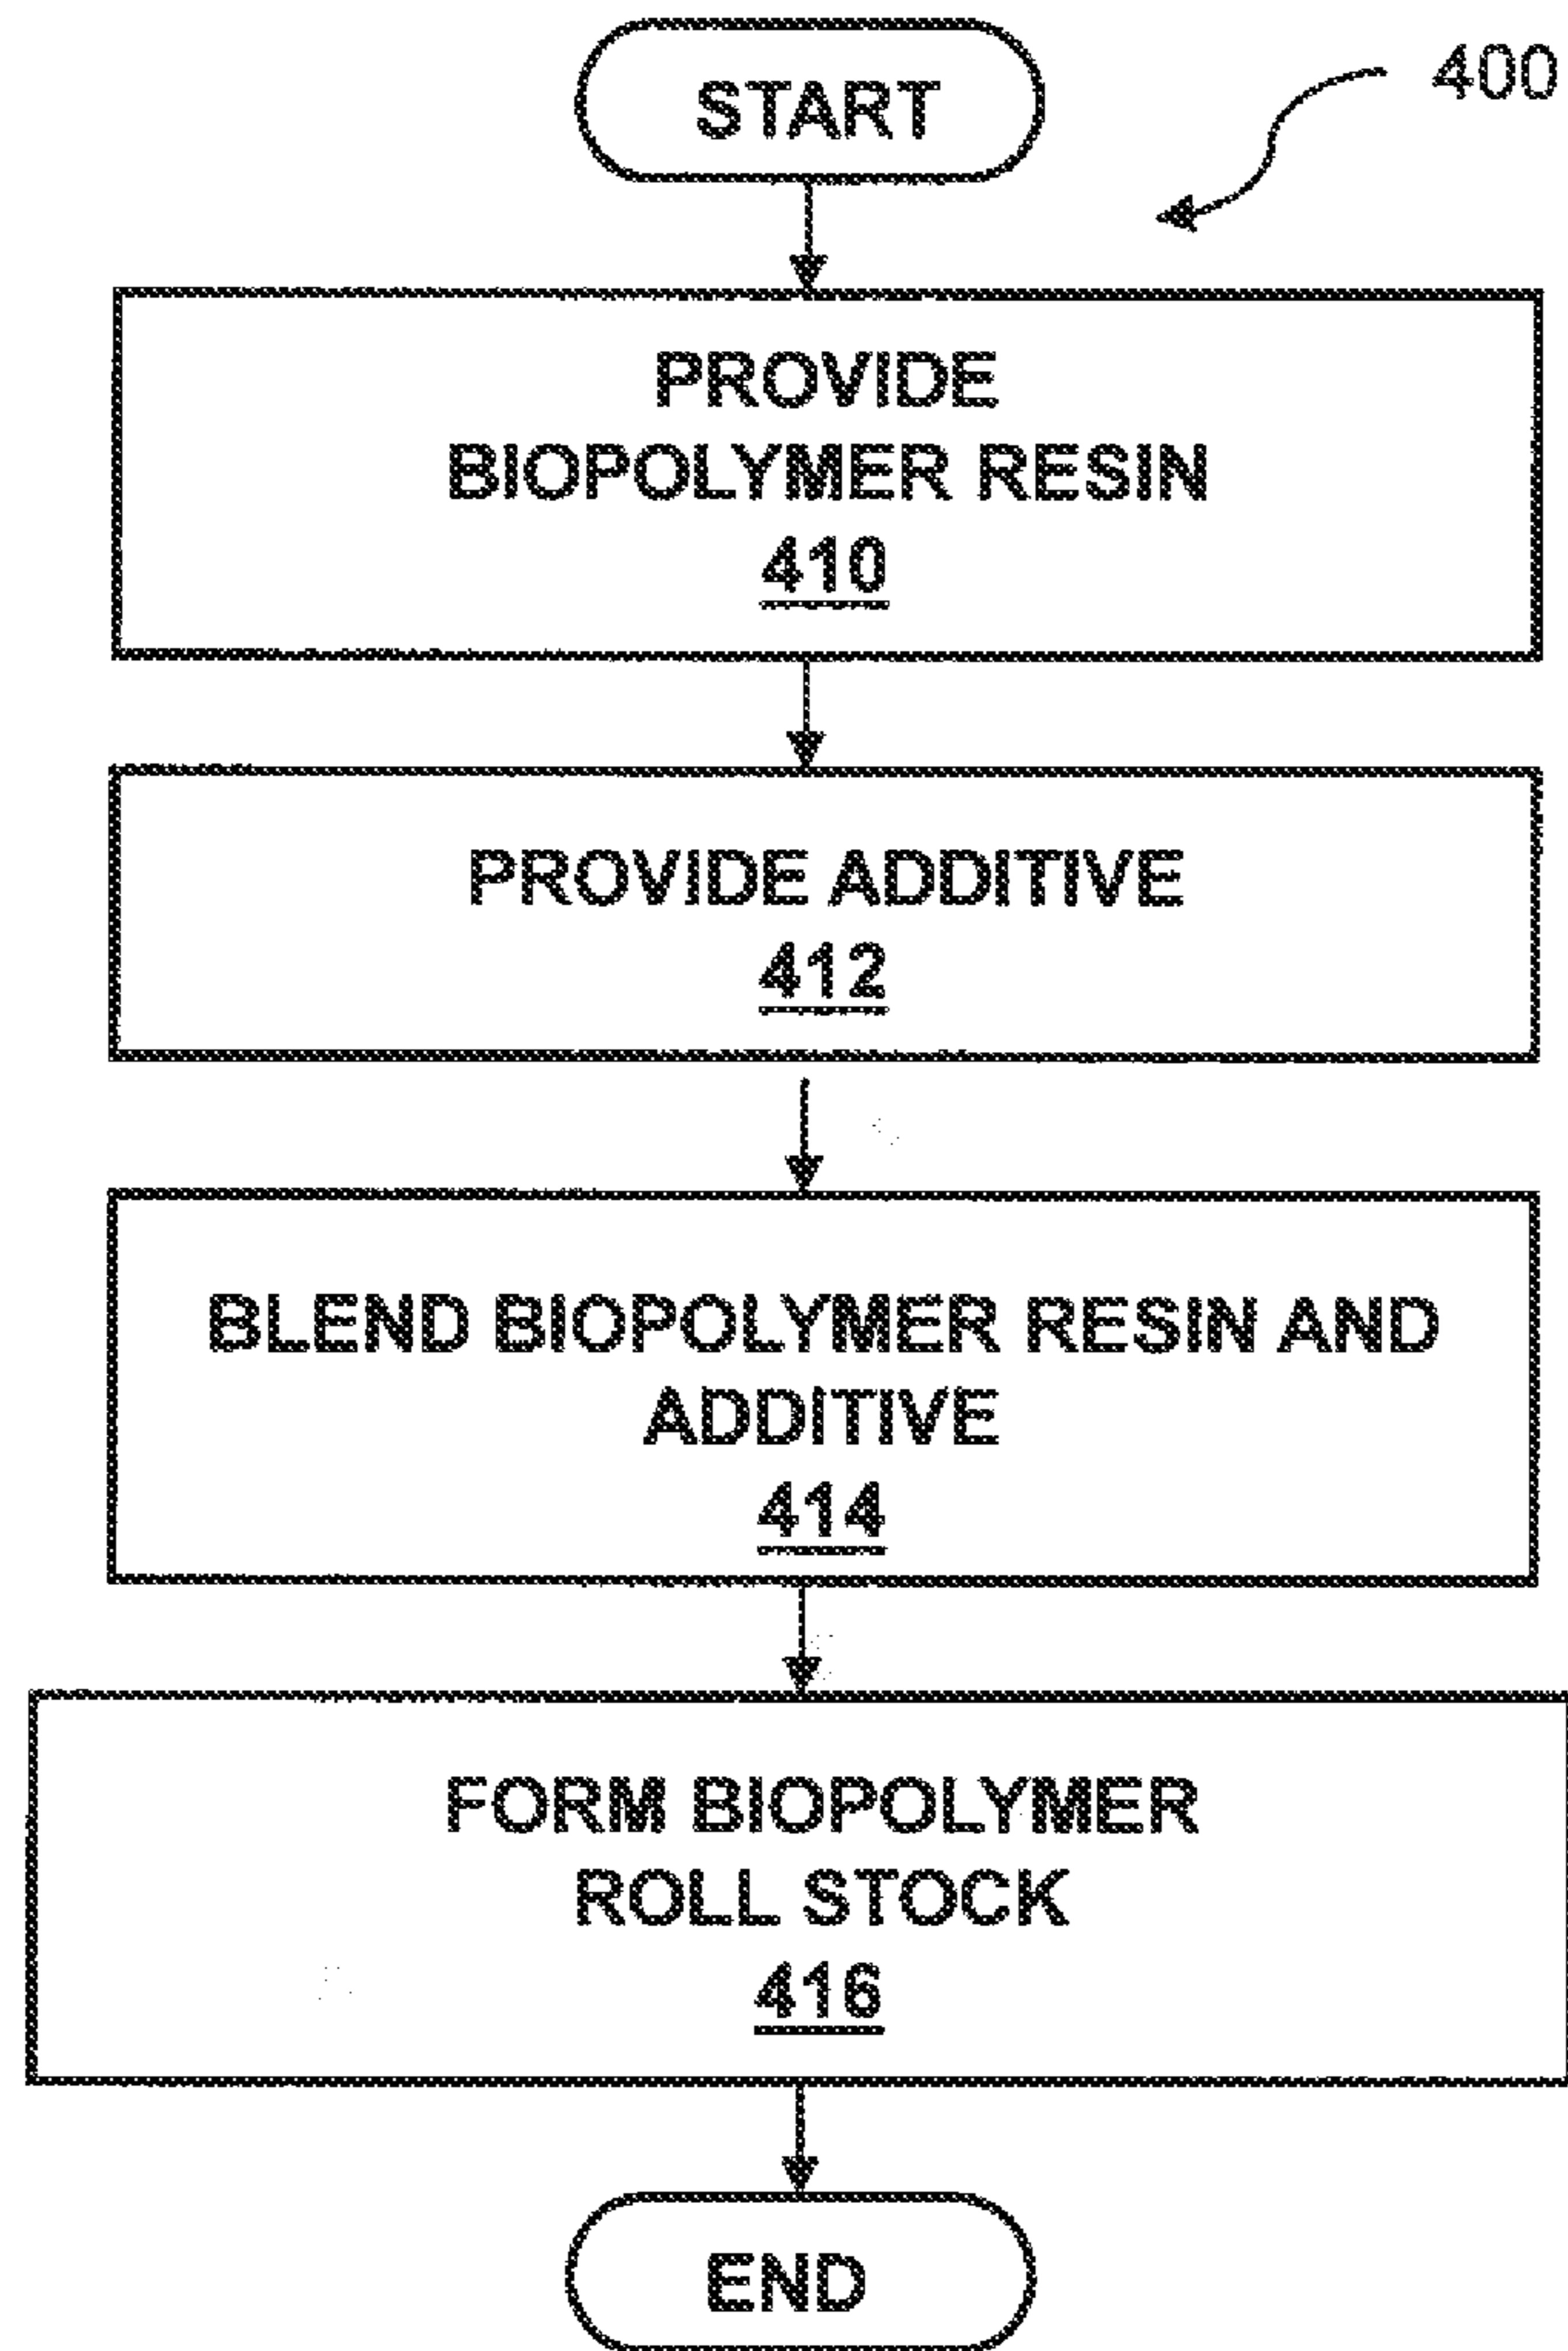 START
400
PROVIDE
BIOPOLYMER RESIN
410
PROVIDE ADDITIVE
412
BLEND BIOPOLYMER RESIN AND
ADDITIVE
414
FORM BIOPOLYMER
ROLL STOCK
416
END